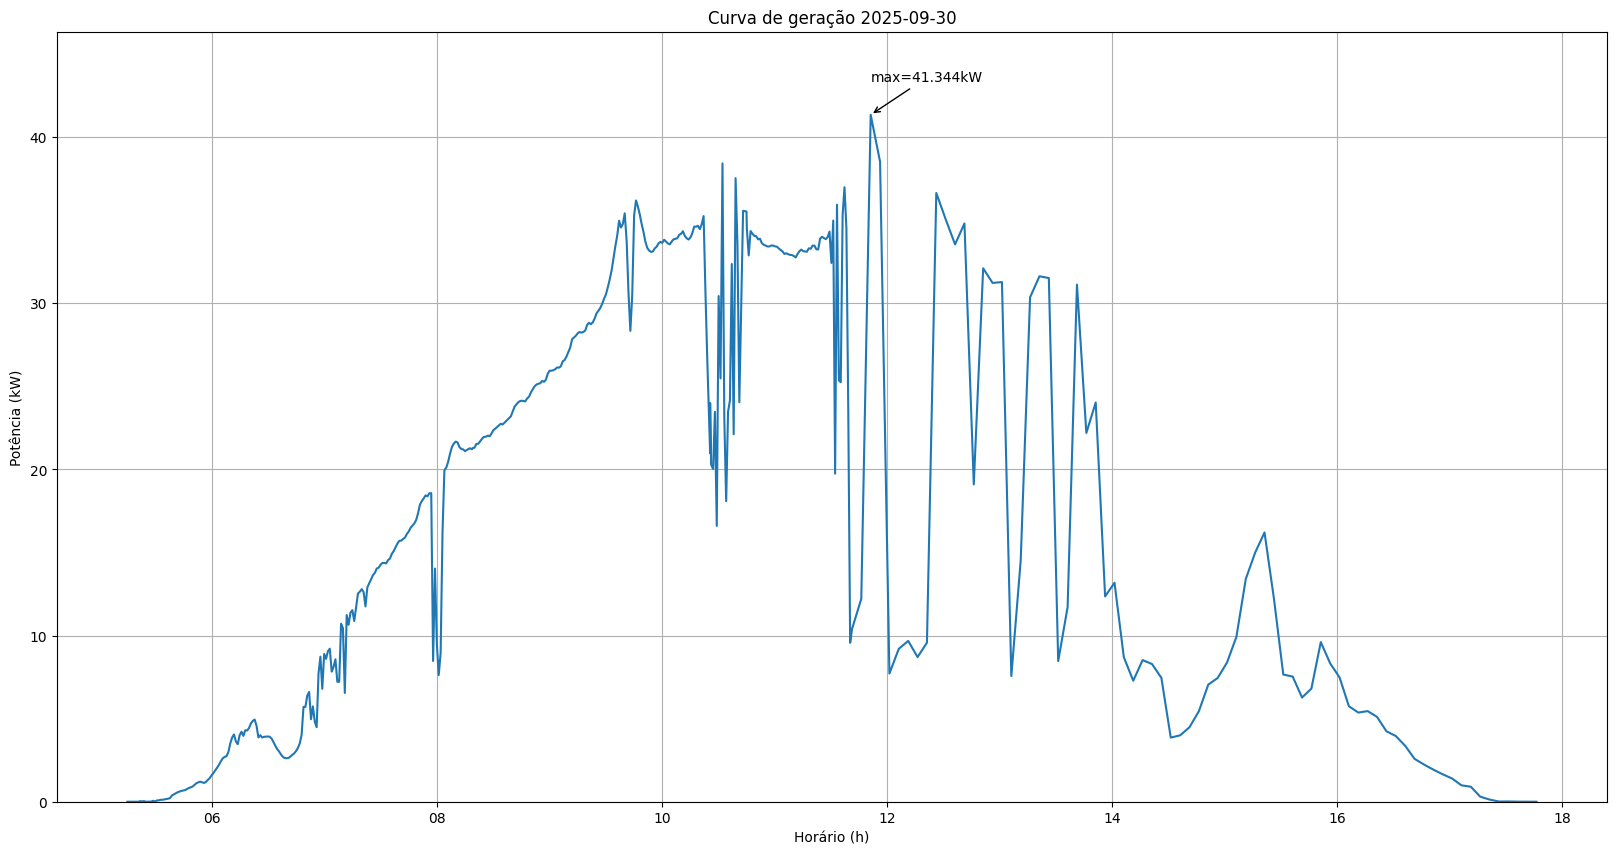 Curva de geração 2025-09-30
max=41.344kW
Potência (kW)
40
30
20
10
0
06 08 10 12 14 16 18
Horário (h)